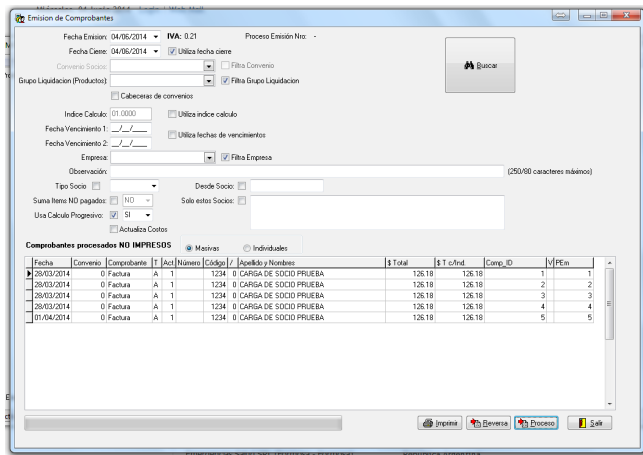 Emision de Comprobantes
Fecha Emision: 04/06/2014 IVA: 0.21 Proceso Emisión Nro: -
Fecha Cierre: 04/06/2014 Utiliza fecha cierre
Convenio Socios: Filtra Convenio
Buscar
Grupo Liquidacion (Productos): Filtra Grupo Liquidacion
Cabeceras de convenios
Indice Calculo: 01.0000 Utiliza indice calculo
Fecha Vencimiento 1: __/__/____
Utiliza fechas de vencimientos
Fecha Vencimiento 2: __/__/____
Empresa: Filtra Empresa
Observación: (250/80 caracteres máximos)
Tipo Socio Desde Socio:
Suma Items NO pagados: NO Solo estos Socios:
Usa Calculo Progresivo: SI
Actualiza Costos
Comprobantes procesados NO IMPRESOS Masivas Individuales
Fecha Convenio Comprobante T Act. Número Código / Apellido y Nombres $ Total $ T c/Ind. Comp_ID V PEm
28/03/2014 0 Factura A 1 1234 0 CARGA DE SOCIO PRUEBA 126.18 126.18 1 1
28/03/2014 0 Factura A 1 1234 0 CARGA DE SOCIO PRUEBA 126.18 126.18 2 2
28/03/2014 0 Factura A 1 1234 0 CARGA DE SOCIO PRUEBA 126.18 126.18 3 3
28/03/2014 0 Factura A 1 1234 0 CARGA DE SOCIO PRUEBA 126.18 126.18 4 4
01/04/2014 0 Factura A 1 1234 0 CARGA DE SOCIO PRUEBA 126.18 126.18 5 5
Imprimir Reversa Proceso Salir